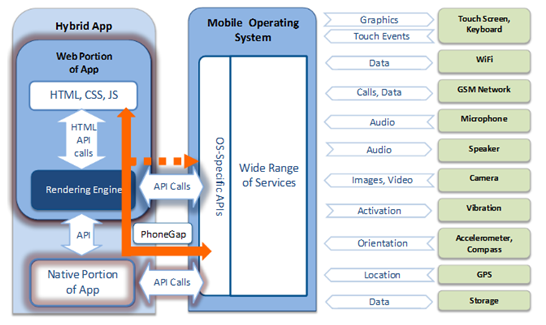 Hybrid App
Web Portion
of App
HTML, CSS, JS
HTML
API
calls
Rendering Engine
API
Native Portion
of App
PhoneGap
API Calls
API Calls
Mobile Operating
System
OS-Specific APIs
Wide Range
of Services
Graphics
Touch Events
Touch Screen,
Keyboard
Data
WiFi
Calls, Data
GSM Network
Audio
Microphone
Audio
Speaker
Images, Video
Camera
Activation
Vibration
Orientation
Accelerometer,
Compass
Location
GPS
Data
Storage